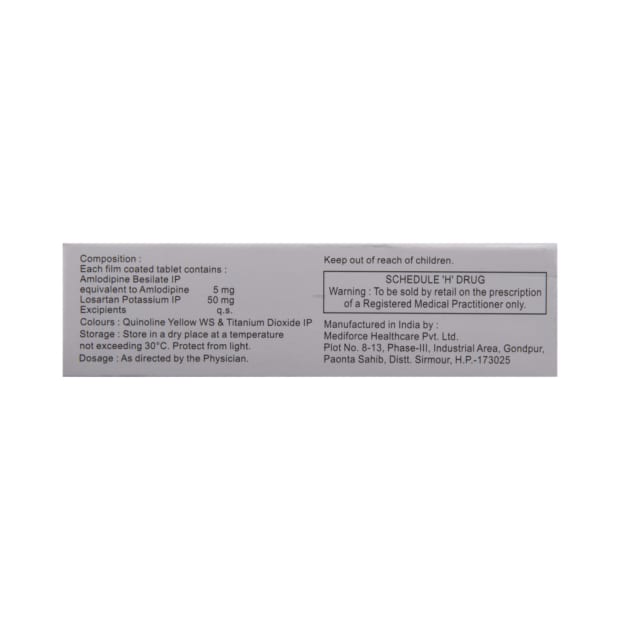 Composition :
Each film coated tablet contains :
Amlodipine Besilate IP
equivalent to Amlodipine 5 mg
Losartan Potassium IP 50 mg
Excipients q.s.
Colours : Quinoline Yellow WS & Titanium Dioxide IP
Storage : Store in a dry place at a temperature
not exceeding 30°C. Protect from light.
Dosage : As directed by the Physician.
Keep out of reach of children.
SCHEDULE 'H' DRUG
Warning : To be sold by retail on the prescription
of a Registered Medical Practitioner only.
Manufactured in India by :
Mediforce Healthcare Pvt. Ltd.
Plot No. 8-13, Phase-III, Industrial Area, Gondpur,
Paonta Sahib, Distt. Sirmour, H.P.-173025